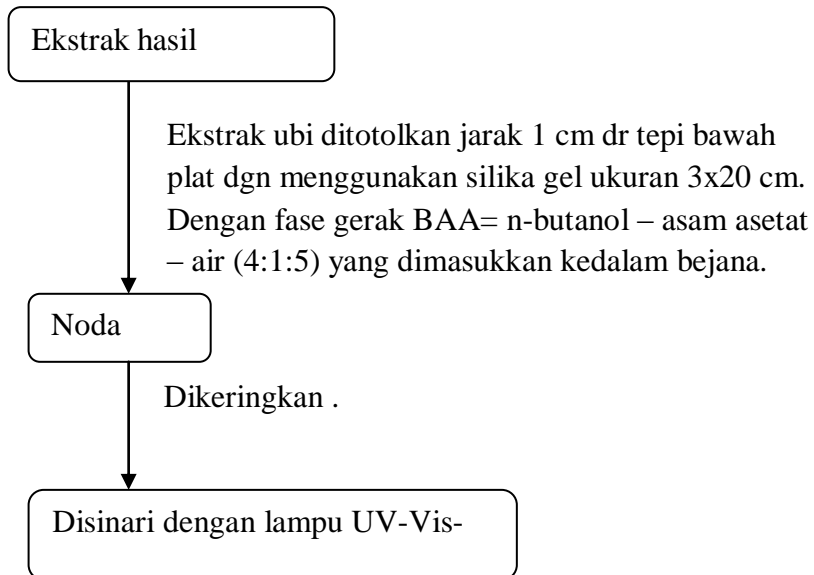 Ekstrak hasil
Ekstrak ubi ditotolkan jarak 1 cm dr tepi bawah
plat dgn menggunakan silika gel ukuran 3x20 cm.
Dengan fase gerak BAA= n-butanol – asam asetat
– air (4:1:5) yang dimasukkan kedalam bejana.
Noda
Dikeringkan .
Disinari dengan lampu UV-Vis-